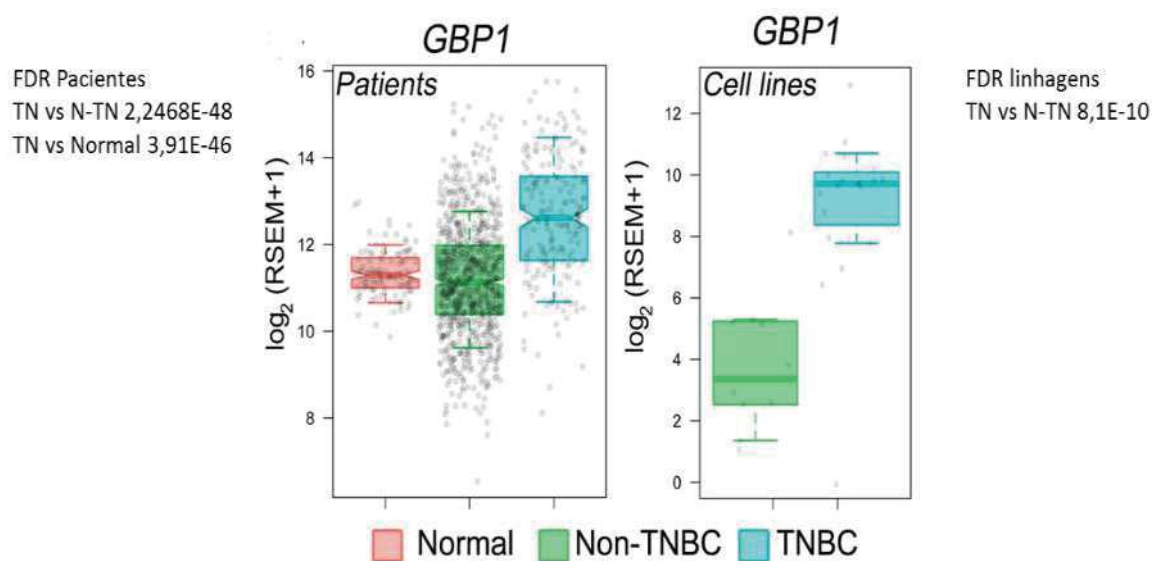 GBP1
GBP1
FDR Pacientes
TN vs N-TN 2,2468E-48
TN vs Normal 3,91E-46
Patients
log2 (RSEM+1)
16
14
12
10
8
Cell lines
log2 (RSEM+1)
12
10
8
6
4
2
0
FDR linhagens
TN vs N-TN 8,1E-10
Normal
Non-TNBC
TNBC